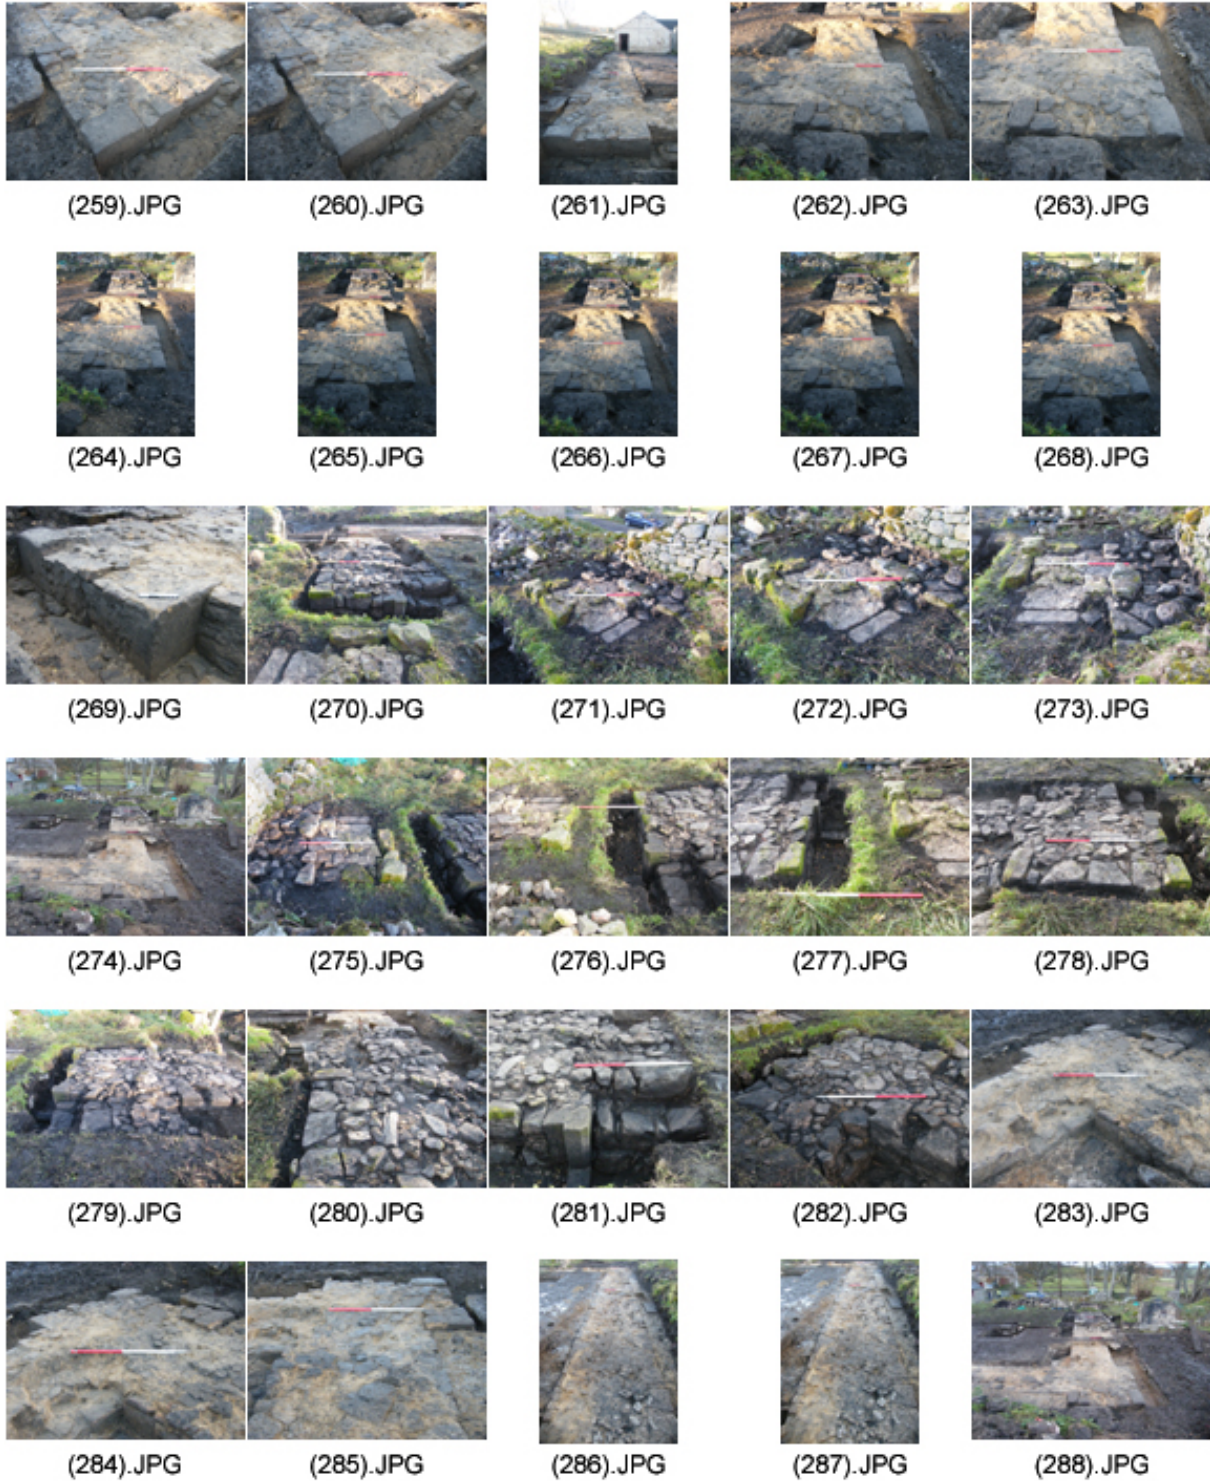 (259).JPG (260).JPG (261).JPG (262).JPG (263).JPG
(264).JPG (265).JPG (266).JPG (267).JPG (268).JPG
(269).JPG (270).JPG (271).JPG (272).JPG (273).JPG
(274).JPG (275).JPG (276).JPG (277).JPG (278).JPG
(279).JPG (280).JPG (281).JPG (282).JPG (283).JPG
(284).JPG (285).JPG (286).JPG (287).JPG (288).JPG